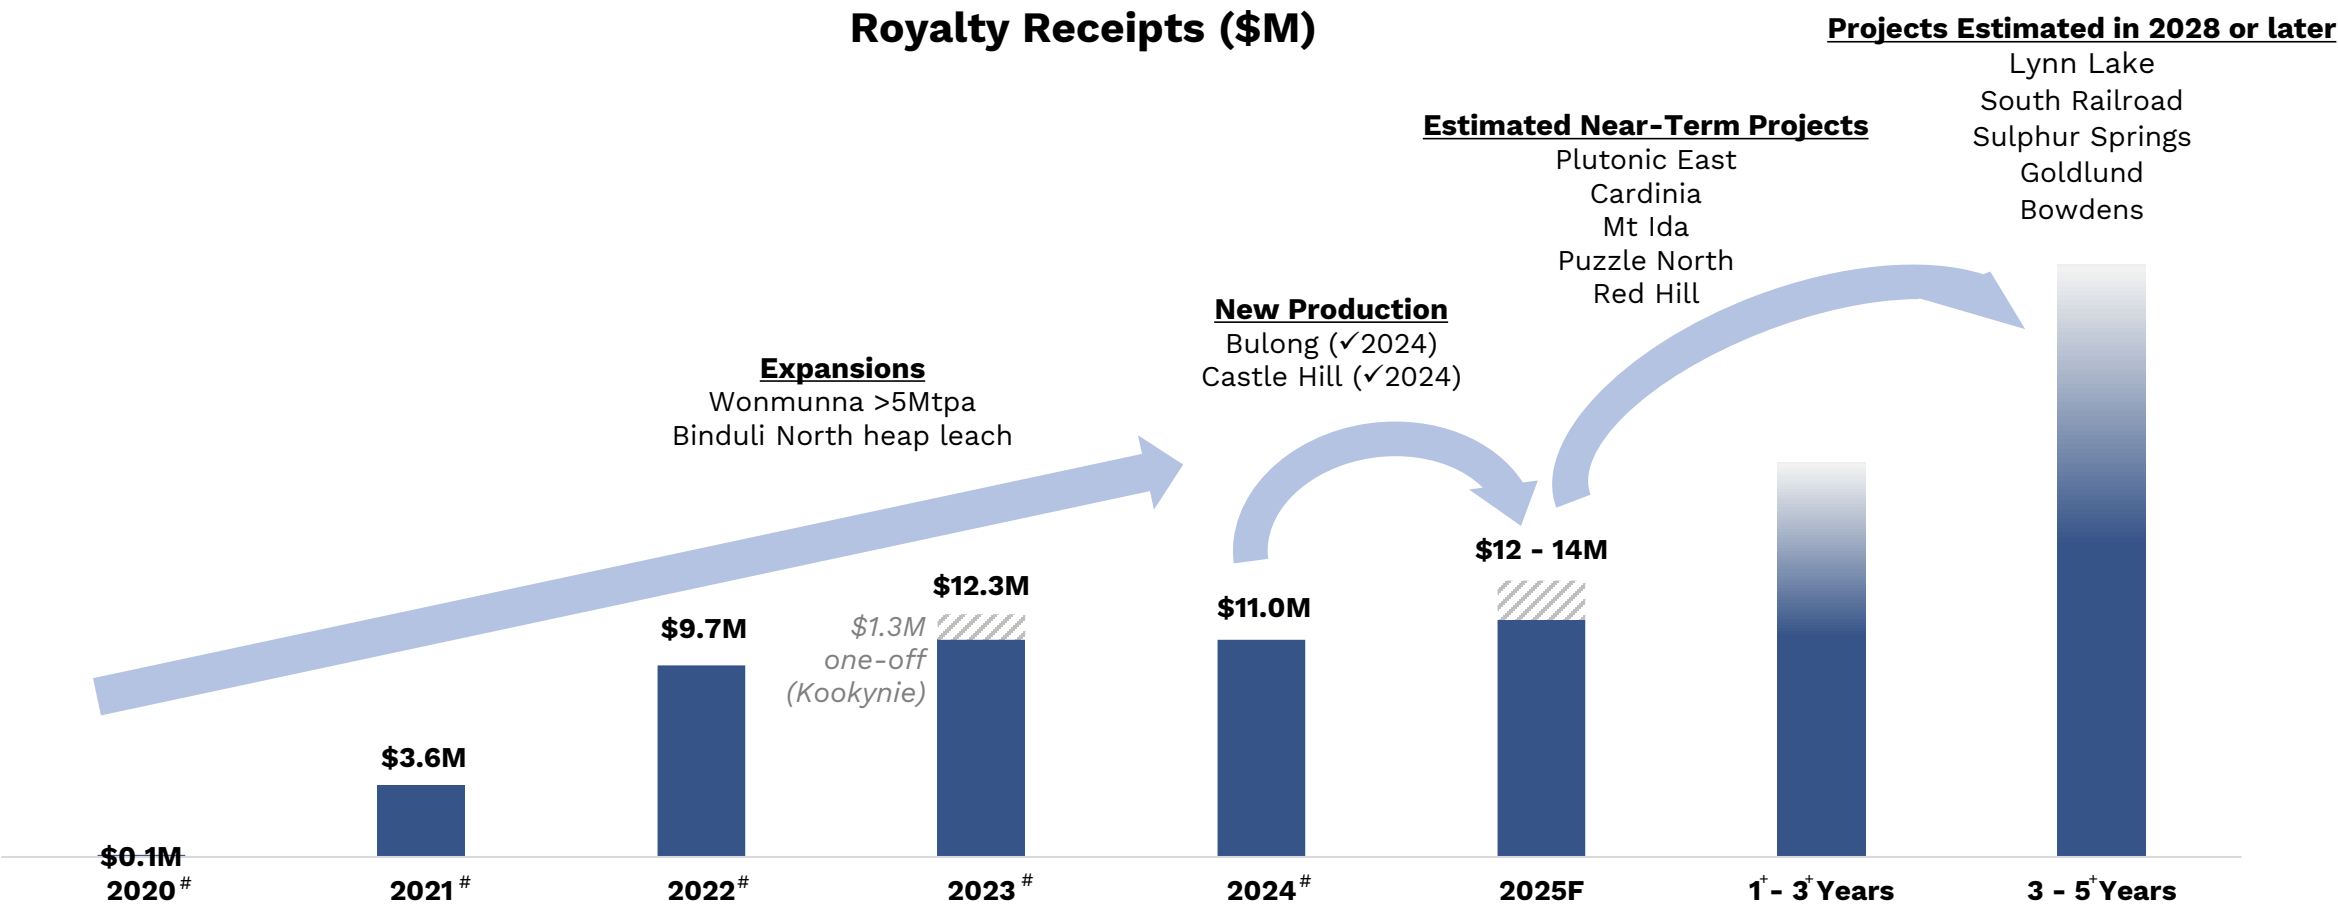 Royalty Receipts ($M)
Projects Estimated in 2028 or later
Lynn Lake
South Railroad
Sulphur Springs
Goldlund
Bowdens
Estimated Near-Term Projects
Plutonic East
Cardinia
Mt Ida
Puzzle North
Red Hill
New Production
Bulong (✓2024)
Castle Hill (✓2024)
Expansions
Wonmunna >5Mtpa
Binduli North heap leach
$0.1M
$3.6M
$9.7M
$12.3M
$1.3M
one-off
(Kookynie)
$11.0M
$12 - 14M
2020#
2021#
2022#
2023#
2024#
2025F
1+ - 3+ Years
3 - 5+ Years